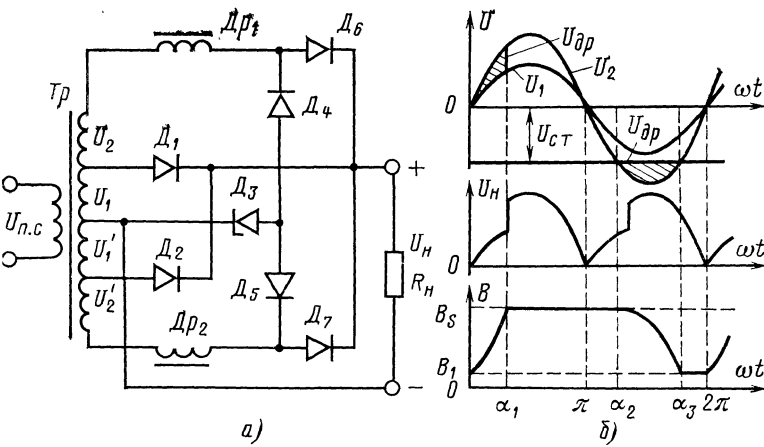 Др₁ Д₆
Тр
U₂ Д₁ Д₄
U₁ Д₃ +
Uп.с
U₁' Д₂ Uн
U₂' Д₅ Rн
Др₂ Д₇
−
а)
U Uдр
U₁ U₂
0 ωt
Uст Uдр
Uн
0 ωt
B
Bs
B₁
0 ωt
α₁ π α₂ α₃ 2π
б)